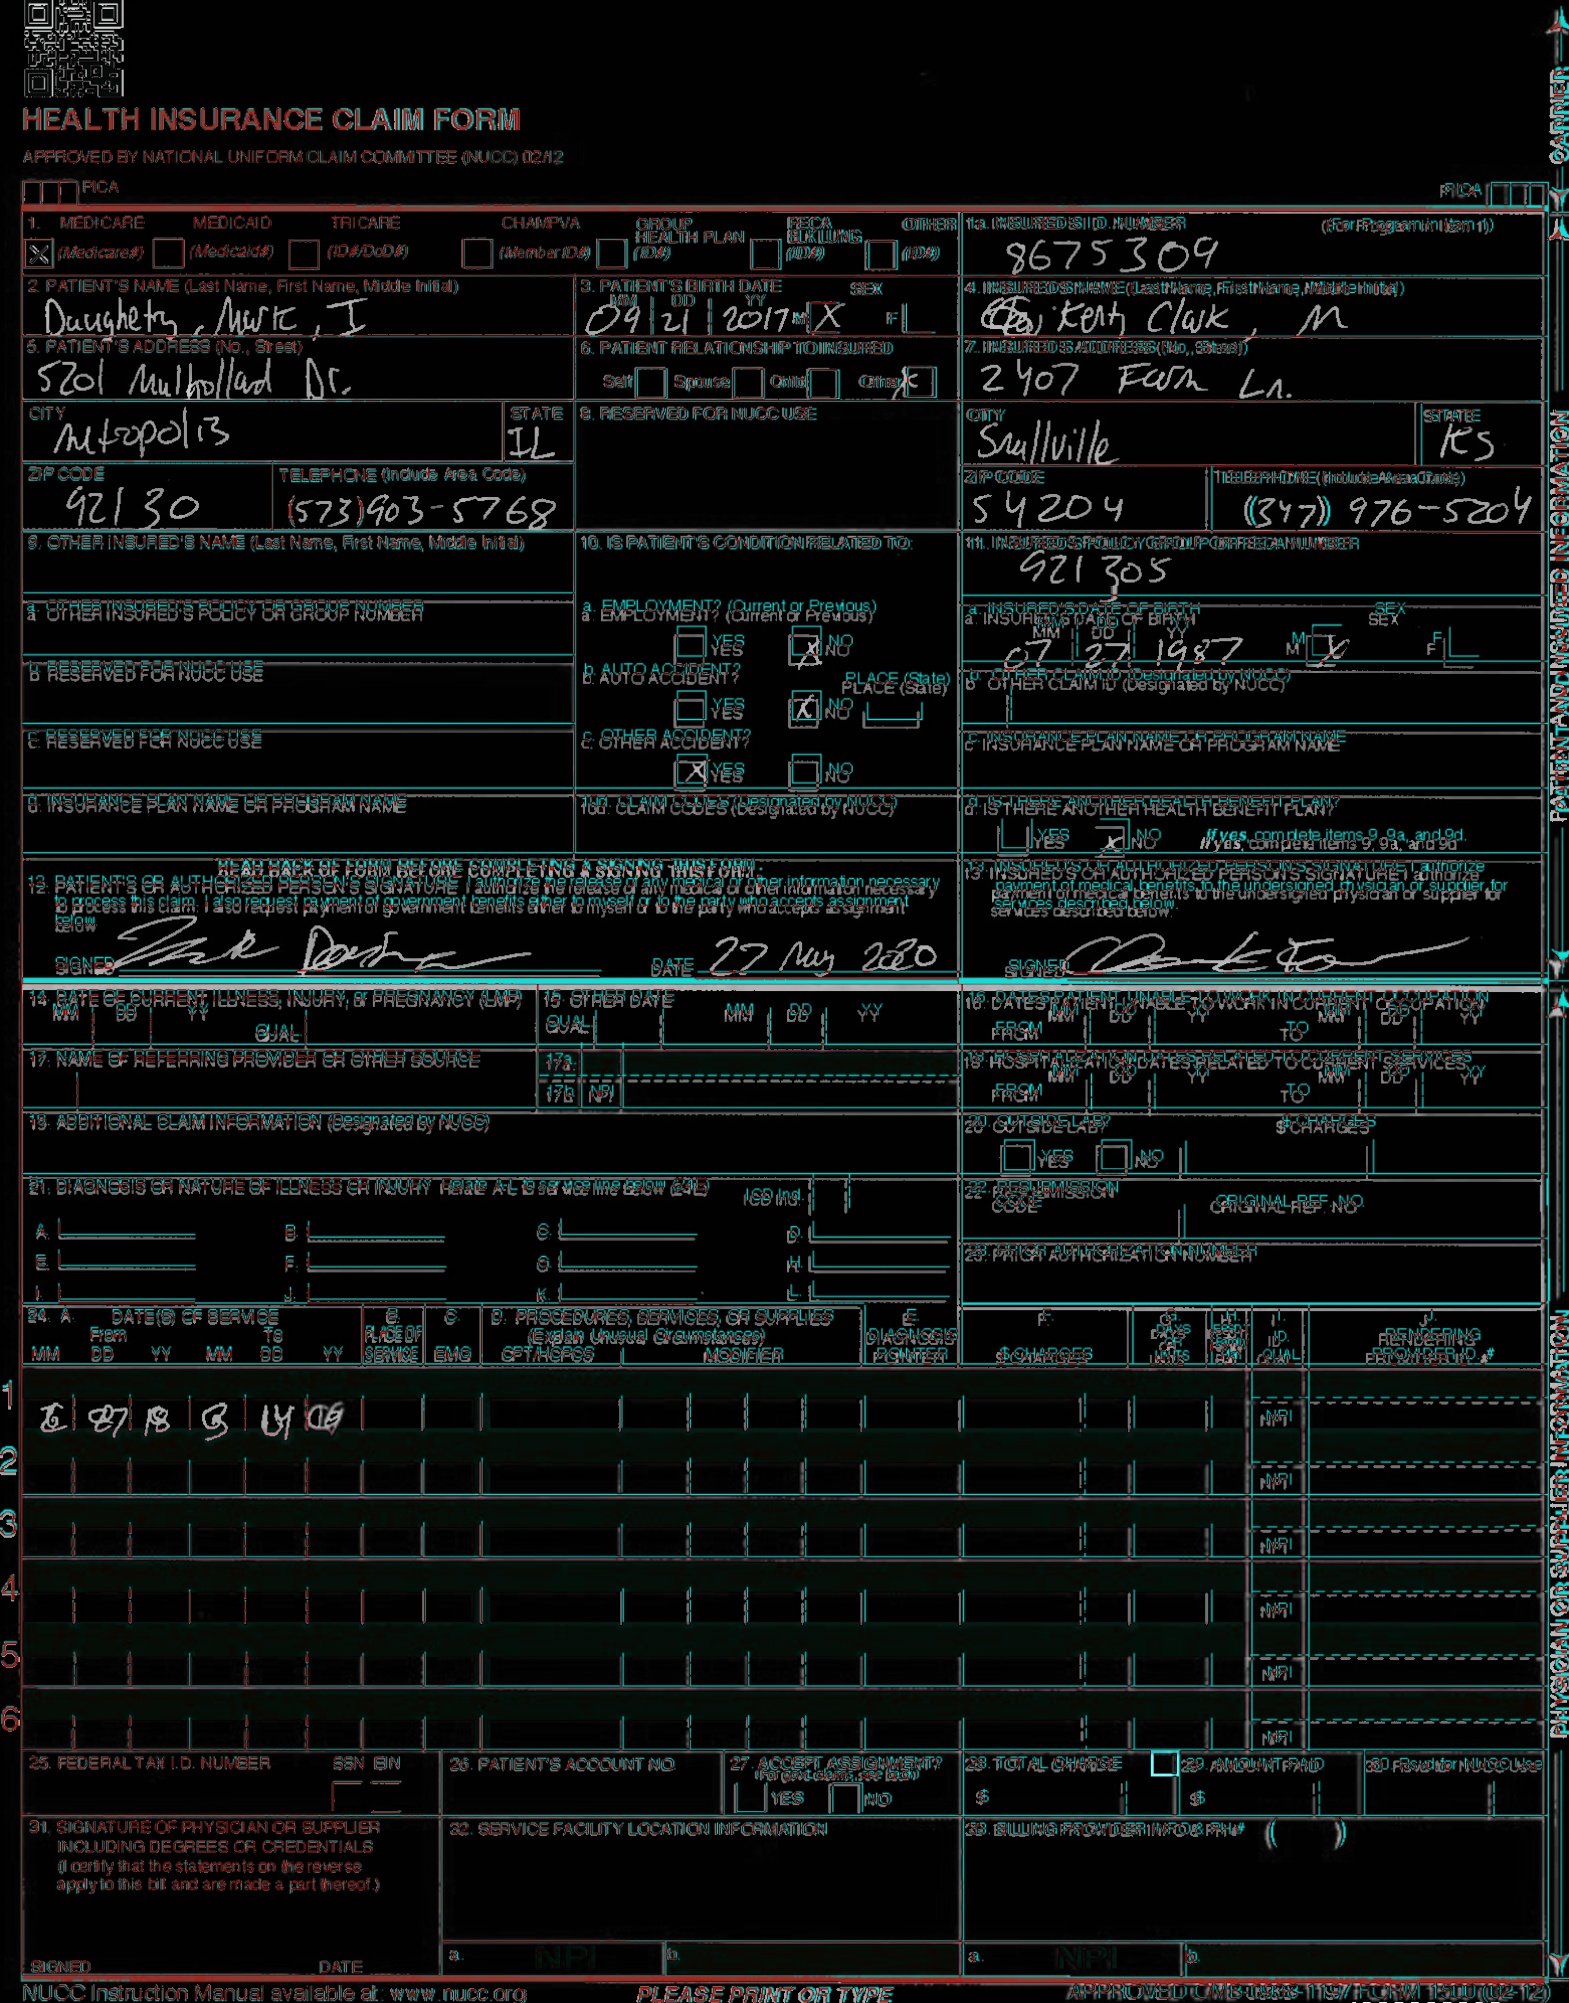 HEALTH INSURANCE CLAIM FORM
APPROVED BY NATIONAL UNIFORM CLAIM COMMITTEE (NUCC) 02/12
PICA PICA
1. MEDICARE MEDICAID TRICARE CHAMPVA GROUP HEALTH PLAN FECA BLK LUNG OTHER
X (Medicare#) (Medicaid#) (ID#/DoD#) (Member ID#) (ID#) (ID#) (ID#)
1a. INSURED'S I.D. NUMBER (For Program in Item 1)
8675309
2. PATIENT'S NAME (Last Name, First Name, Middle Initial)
Daughety, Mark, I
3. PATIENT'S BIRTH DATE SEX
MM DD YY
09 21 2017 M X F
4. INSURED'S NAME (Last Name, First Name, Middle Initial)
Clark, M
5. PATIENT'S ADDRESS (No., Street)
5201 Mulholland Dr.
6. PATIENT RELATIONSHIP TO INSURED
Self Spouse Child Other X
7. INSURED'S ADDRESS (No., Street)
2407 Farm Ln.
CITY STATE
Metropolis IL
8. RESERVED FOR NUCC USE
CITY STATE
Smallville KS
ZIP CODE TELEPHONE (Include Area Code)
92130 (573) 903-5768
ZIP CODE TELEPHONE (Include Area Code)
54204 (347) 976-5204
9. OTHER INSURED'S NAME (Last Name, First Name, Middle Initial)
10. IS PATIENT'S CONDITION RELATED TO:
11. INSURED'S POLICY GROUP OR FECA NUMBER
921305
a. OTHER INSURED'S POLICY OR GROUP NUMBER
a. EMPLOYMENT? (Current or Previous)
YES X NO
a. INSURED'S DATE OF BIRTH SEX
MM DD YY
07 27 1987 M X F
b. RESERVED FOR NUCC USE
b. AUTO ACCIDENT? PLACE (State)
YES X NO
b. OTHER CLAIM ID (Designated by NUCC)
c. RESERVED FOR NUCC USE
c. OTHER ACCIDENT?
X YES NO
c. INSURANCE PLAN NAME OR PROGRAM NAME
d. INSURANCE PLAN NAME OR PROGRAM NAME
10d. CLAIM CODES (Designated by NUCC)
d. IS THERE ANOTHER HEALTH BENEFIT PLAN?
YES X NO If yes, complete items 9, 9a, and 9d.
READ BACK OF FORM BEFORE COMPLETING & SIGNING THIS FORM.
12. PATIENT'S OR AUTHORIZED PERSON'S SIGNATURE I authorize the release of any medical or other information necessary
to process this claim. I also request payment of government benefits either to myself or to the party who accepts assignment
below.
SIGNED DATE 27 May 2020
13. INSURED'S OR AUTHORIZED PERSON'S SIGNATURE I authorize
payment of medical benefits to the undersigned physician or supplier for
services described below.
SIGNED
14. DATE OF CURRENT ILLNESS, INJURY, or PREGNANCY (LMP)
MM DD YY QUAL.
15. OTHER DATE
QUAL. MM DD YY
16. DATES PATIENT UNABLE TO WORK IN CURRENT OCCUPATION
MM DD YY MM DD YY
FROM TO
17. NAME OF REFERRING PROVIDER OR OTHER SOURCE
17a.
17b. NPI
18. HOSPITALIZATION DATES RELATED TO CURRENT SERVICES
MM DD YY MM DD YY
FROM TO
19. ADDITIONAL CLAIM INFORMATION (Designated by NUCC)
20. OUTSIDE LAB? $ CHARGES
YES NO
21. DIAGNOSIS OR NATURE OF ILLNESS OR INJURY Relate A-L to service line below (24E) ICD Ind.
A. B. C. D.
E. F. G. H.
I. J. K. L.
22. RESUBMISSION CODE ORIGINAL REF. NO.
23. PRIOR AUTHORIZATION NUMBER
24. A. DATE(S) OF SERVICE
From To
MM DD YY MM DD YY
B. PLACE OF SERVICE
C. EMG
D. PROCEDURES, SERVICES, OR SUPPLIES
(Explain Unusual Circumstances)
CPT/HCPCS MODIFIER
E. DIAGNOSIS POINTER
F. $ CHARGES
G. DAYS OR UNITS
H.
I. ID. QUAL.
J. RENDERING PROVIDER ID. #
1
18 NPI
2 NPI
3 NPI
4 NPI
5 NPI
6 NPI
25. FEDERAL TAX I.D. NUMBER SSN EIN
26. PATIENT'S ACCOUNT NO.
27. ACCEPT ASSIGNMENT?
(For govt. claims, see back)
YES NO
28. TOTAL CHARGE
$
29. AMOUNT PAID
$
30. Rsvd for NUCC Use
31. SIGNATURE OF PHYSICIAN OR SUPPLIER
INCLUDING DEGREES OR CREDENTIALS
(I certify that the statements on the reverse
apply to this bill and are made a part thereof.)
SIGNED DATE
32. SERVICE FACILITY LOCATION INFORMATION
a. NPI b.
33. BILLING PROVIDER INFO & PH# ( )
a. NPI b.
NUCC Instruction Manual available at: www.nucc.org
PLEASE PRINT OR TYPE
APPROVED OMB-0938-1197 FORM 1500 (02-12)
CARRIER
PATIENT AND INSURED INFORMATION
PHYSICIAN OR SUPPLIER INFORMATION